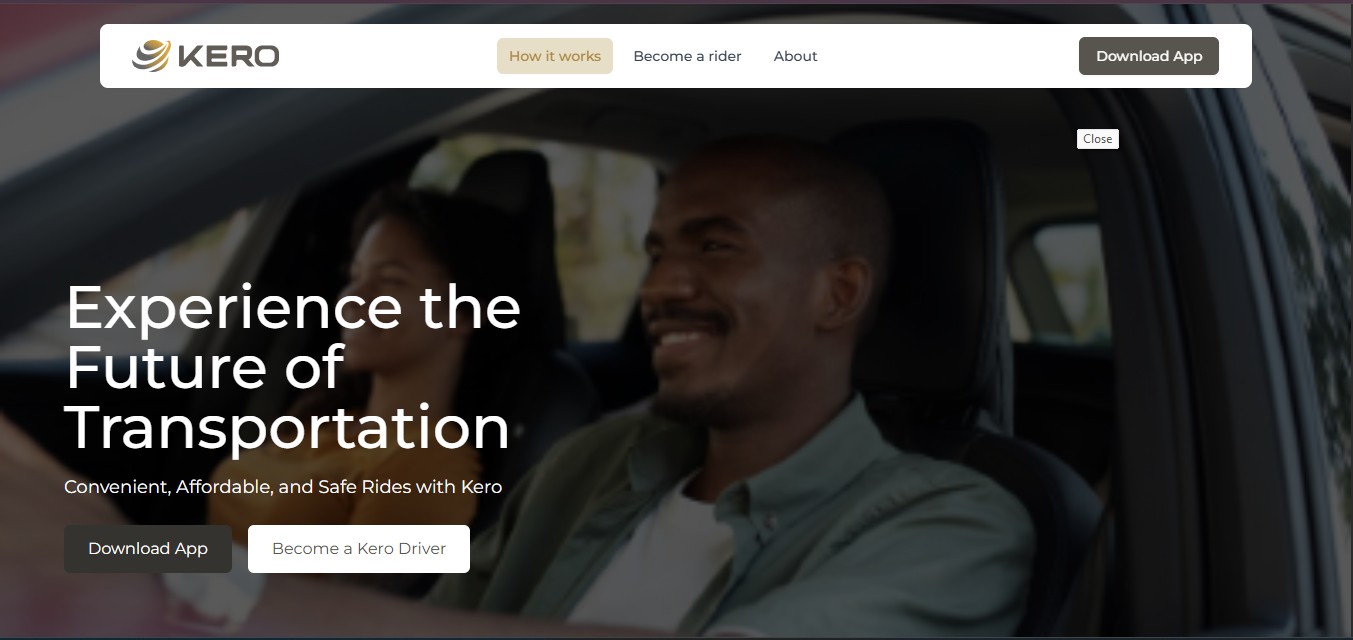 KERO
How it works
Become a rider
About
Download App
Close
Experience the
Future of
Transportation
Convenient, Affordable, and Safe Rides with Kero
Download App
Become a Kero Driver